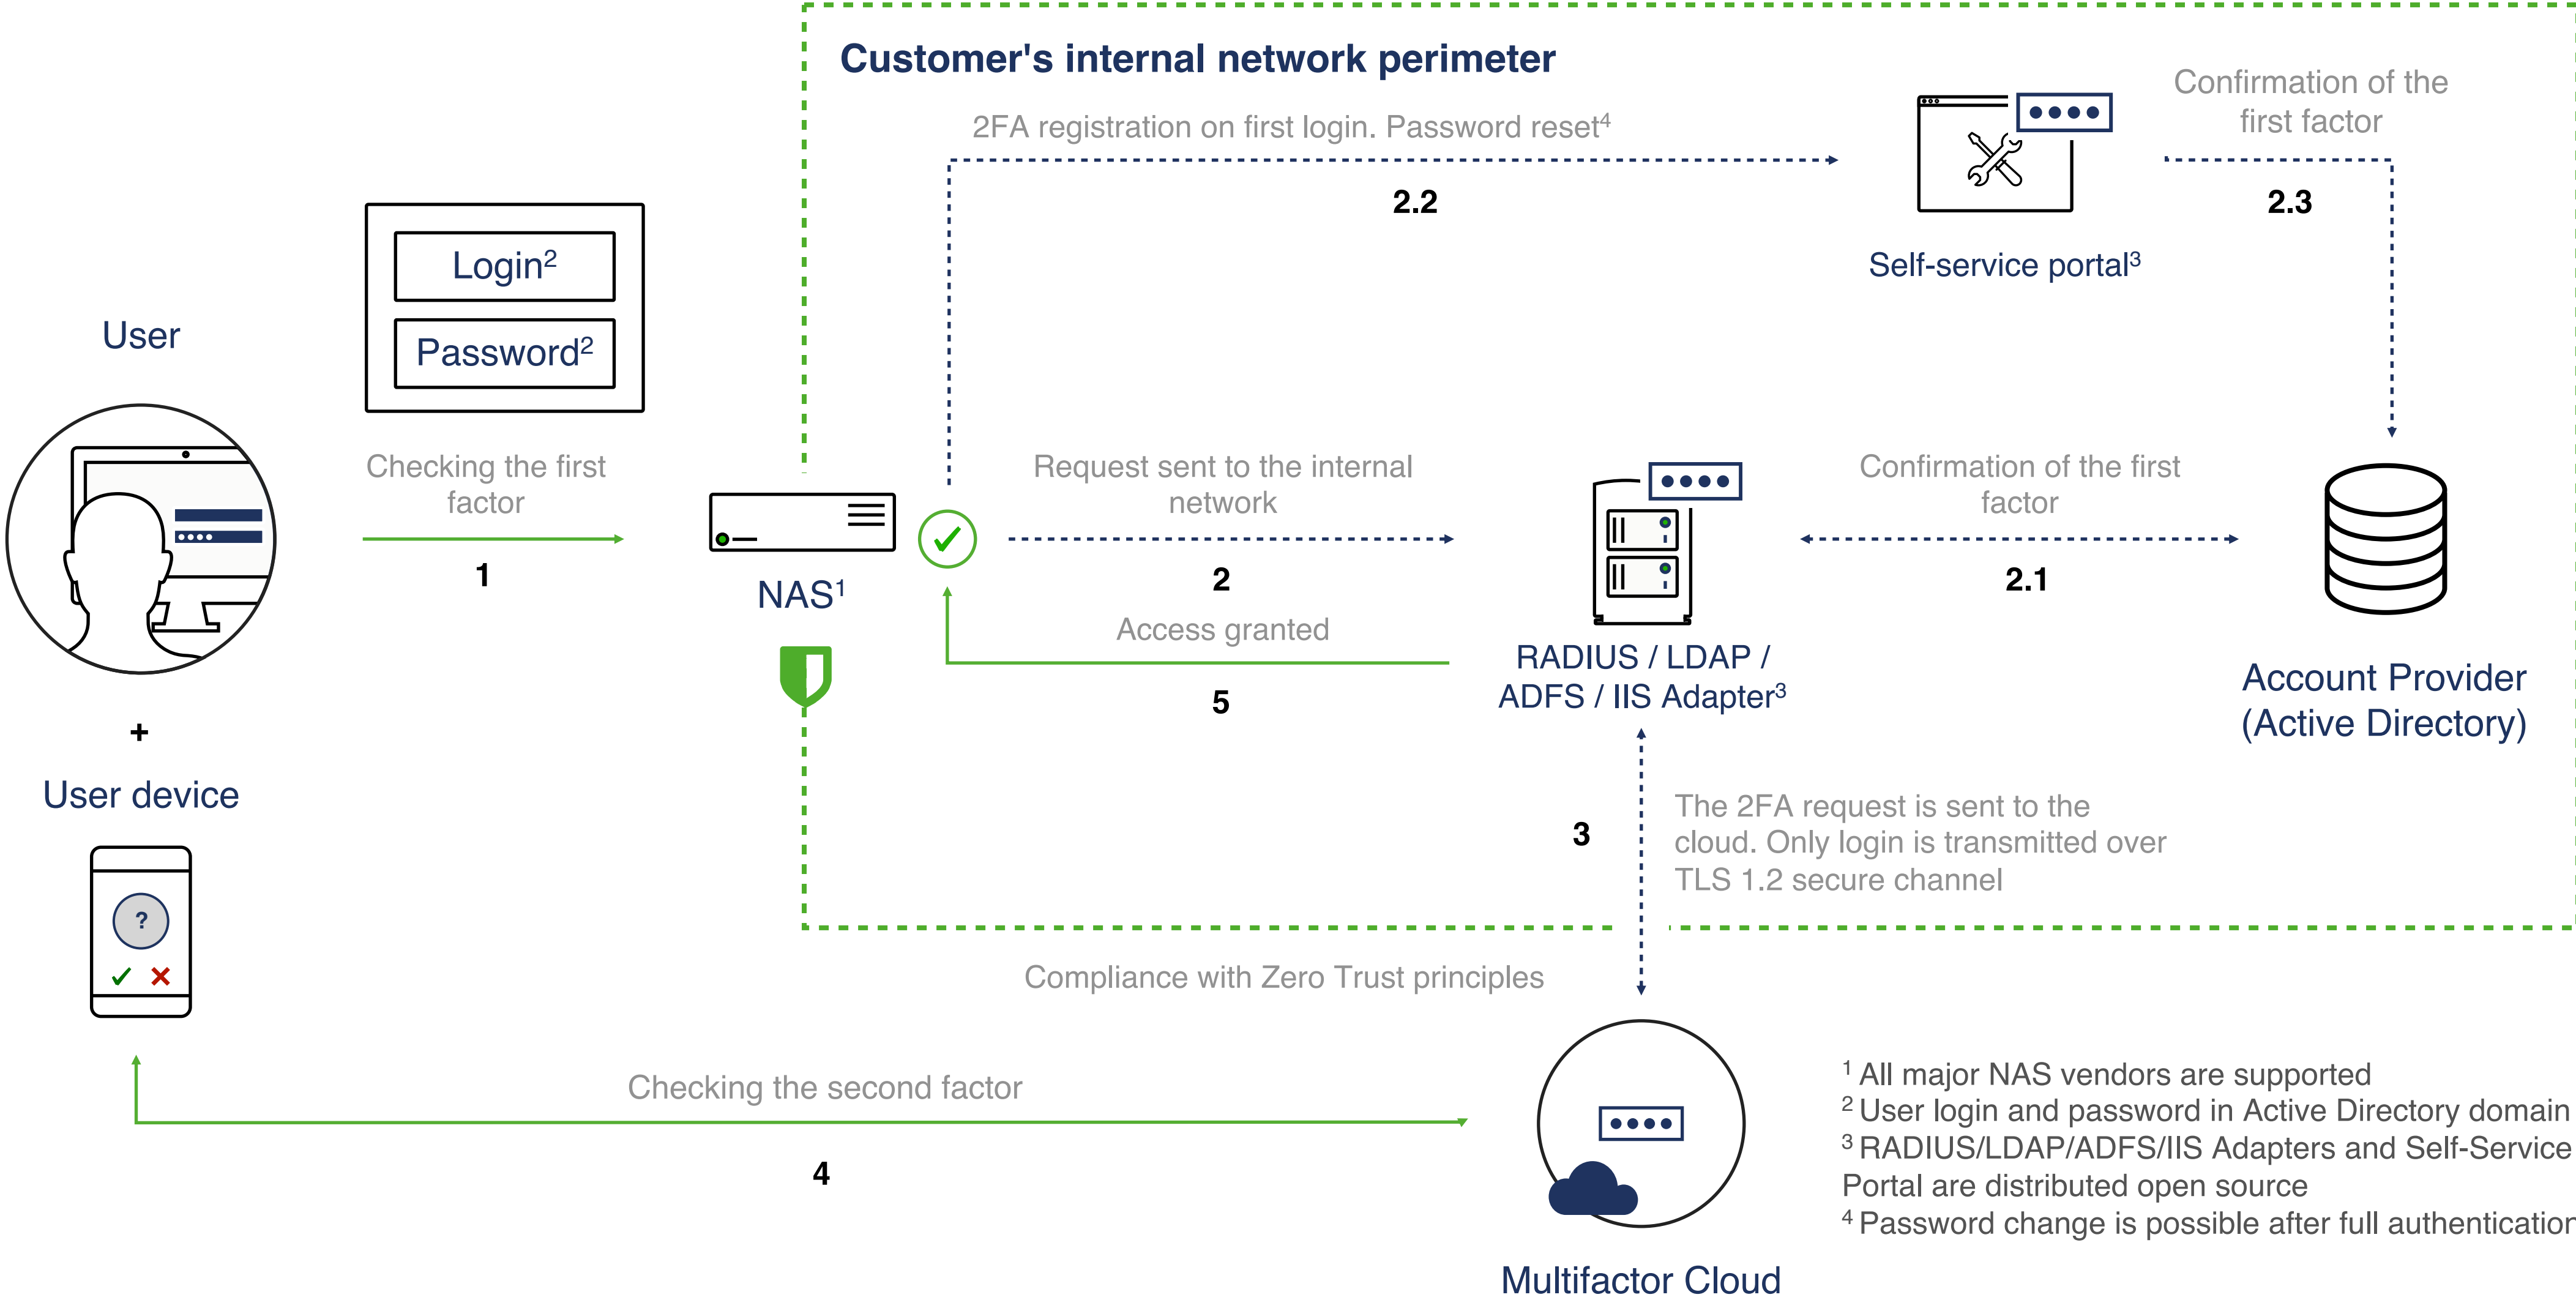 Customer's internal network perimeter
2FA registration on first login. Password reset⁴
2.2
Confirmation of the
first factor
2.3
Self-service portal³
Login²
Password²
User
Checking the first
factor
1
NAS¹
Request sent to the internal
network
2
Access granted
5
RADIUS / LDAP /
ADFS / IIS Adapter³
Confirmation of the first
factor
2.1
Account Provider
(Active Directory)
+
User device
?
3
The 2FA request is sent to the
cloud. Only login is transmitted over
TLS 1.2 secure channel
Compliance with Zero Trust principles
Checking the second factor
4
Multifactor Cloud
¹ All major NAS vendors are supported
² User login and password in Active Directory domain
³ RADIUS/LDAP/ADFS/IIS Adapters and Self-Service
Portal are distributed open source
⁴ Password change is possible after full authentication